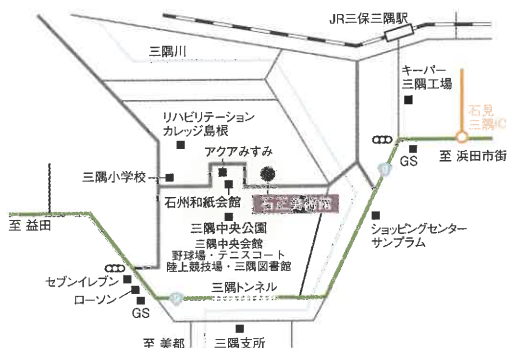 JR三保三隅駅
三隅川
キーパー
三隅工場
石見
三隅IC
リハビリテーション
カレッジ島根
アクアみすみ
GS
至 浜田市街
三隅小学校
石州和紙会館
石正美術館
三隅中央公園
至 益田
三隅中央会館
野球場・テニスコート
陸上競技場・三隅図書館
ショッピングセンター
サンプラム
セブンイレブン
ローソン
GS
三隅トンネル
至 美都
三隅支所